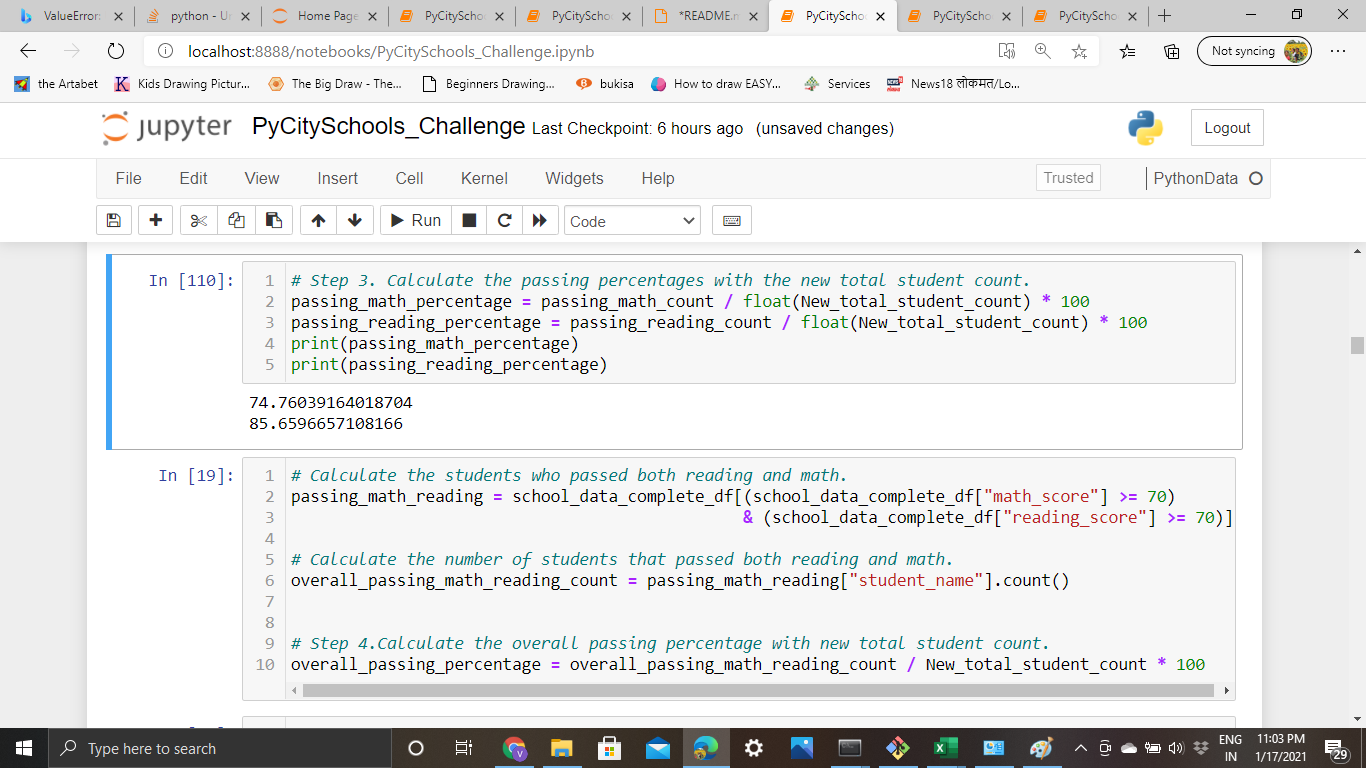 ValueError:
python - U
Home Page
PyCitySchoo
PyCitySchoo
*README.m
PyCityScho
PyCityScho
PyCityScho
localhost:8888/notebooks/PyCitySchools_Challenge.ipynb
Not syncing
the Artabet
Kids Drawing Pictur...
The Big Draw - The...
Beginners Drawing...
bukisa
How to draw EASY...
Services
News18 लोकमत/Lo...
jupyter PyCitySchools_Challenge Last Checkpoint: 6 hours ago (unsaved changes)
Logout
File Edit View Insert Cell Kernel Widgets Help
Trusted
PythonData
Run
Code
In [110]:
1 # Step 3. Calculate the passing percentages with the new total student count.
2 passing_math_percentage = passing_math_count / float(New_total_student_count) * 100
3 passing_reading_percentage = passing_reading_count / float(New_total_student_count) * 100
4 print(passing_math_percentage)
5 print(passing_reading_percentage)
74.76039164018704
85.6596657108166
In [19]:
1 # Calculate the students who passed both reading and math.
2 passing_math_reading = school_data_complete_df[(school_data_complete_df["math_score"] >= 70)
3 & (school_data_complete_df["reading_score"] >= 70)]
4
5 # Calculate the number of students that passed both reading and math.
6 overall_passing_math_reading_count = passing_math_reading["student_name"].count()
7
8
9 # Step 4.Calculate the overall passing percentage with new total student count.
10 overall_passing_percentage = overall_passing_math_reading_count / New_total_student_count * 100
Type here to search
ENG
IN
11:03 PM
1/17/2021
29